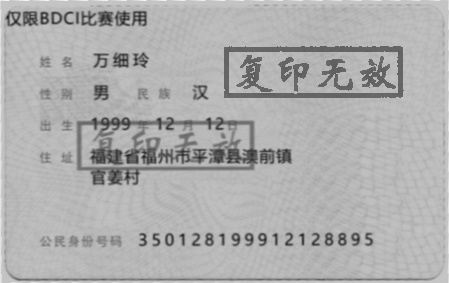 仅限BDCI比赛使用
姓名 万细玲
复印无效
性别 男 民族 汉
出生 1999 年 12 月 12 日
复印无效
住址 福建省福州市平潭县澳前镇
官姜村
公民身份号码 350128199912128895